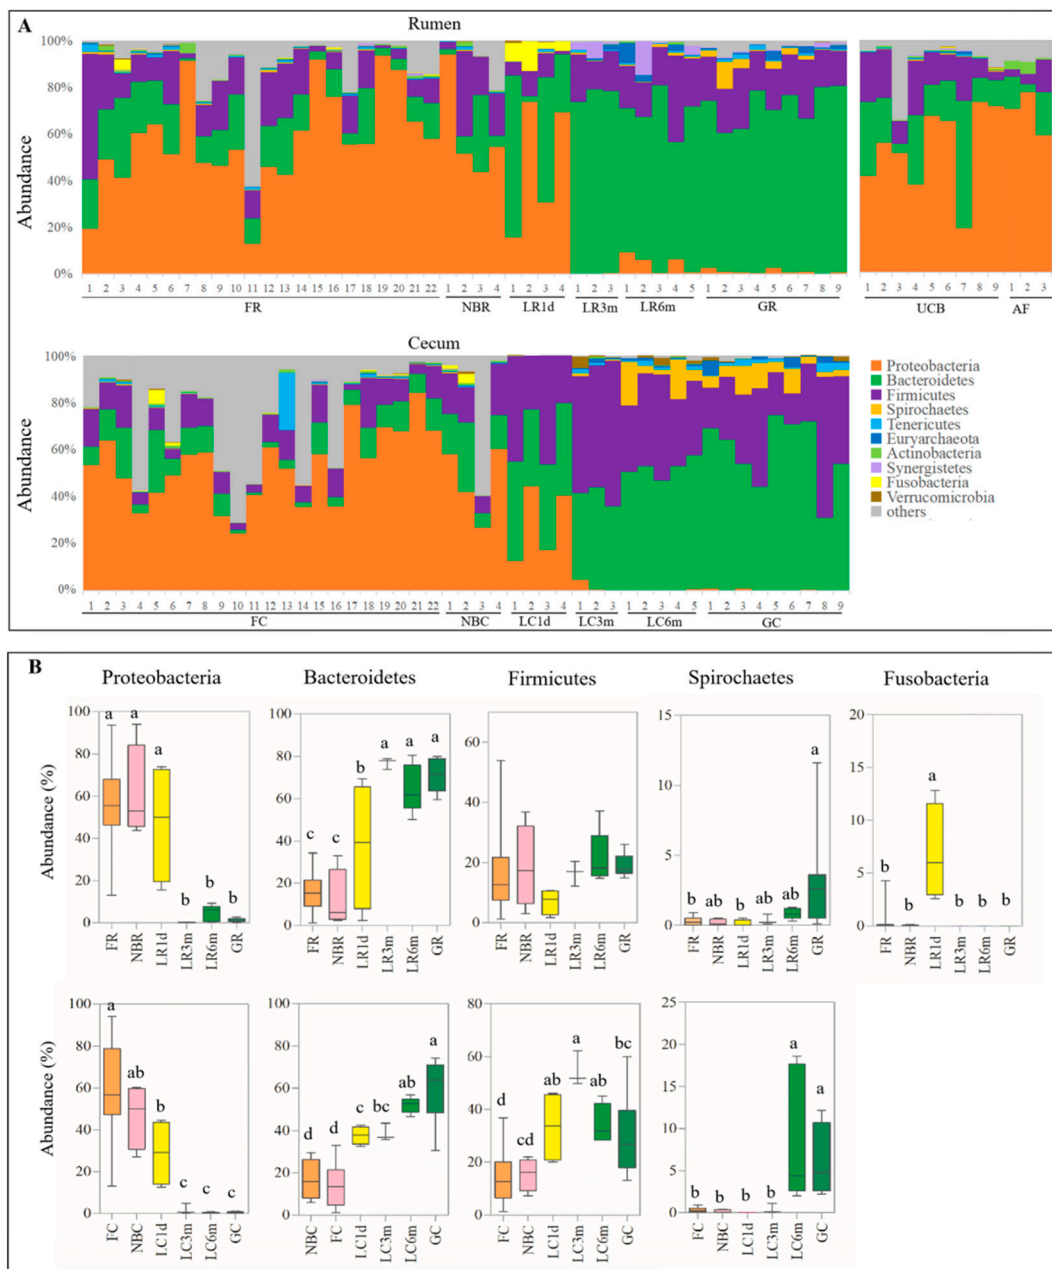 A
Rumen
Abundance
100%
80%
60%
40%
20%
0%
1 2 3 4 5 6 7 8 9 10 11 12 13 14 15 16 17 18 19 20 21 22 1 2 3 4 1 2 3 4 1 2 3 1 2 3 4 5 1 2 3 4 5 6 7 8 9 1 2 3 4 5 6 7 8 9 1 2 3
FR NBR LR1d LR3m LR6m GR UCB AF
Cecum
Abundance
100%
80%
60%
40%
20%
0%
1 2 3 4 5 6 7 8 9 10 11 12 13 14 15 16 17 18 19 20 21 22 1 2 3 4 1 2 3 4 1 2 3 1 2 3 4 5 1 2 3 4 5 6 7 8 9
FC NBC LC1d LC3m LC6m GC
Proteobacteria
Bacteroidetes
Firmicutes
Spirochaetes
Tenericutes
Euryarchaeota
Actinobacteria
Synergistetes
Fusobacteria
Verrucomicrobia
others
B
Proteobacteria
Bacteroidetes
Firmicutes
Spirochaetes
Fusobacteria
Abundance (%)
100
80
60
40
20
0
a a a b b b
FR NBR LR1d LR3m LR6m GR
100
80
60
40
20
0
c c b a a a
FR NBR LR1d LR3m LR6m GR
60
40
20
0
FR NBR LR1d LR3m LR6m GR
15
10
5
0
b b b ab ab a
FR NBR LR1d LR3m LR6m GR
20
15
10
5
0
b b a b b b
FR NBR LR1d LR3m LR6m GR
Abundance (%)
100
80
60
40
20
0
a ab b c c c
FC NBC LC1d LC3m LC6m GC
100
80
60
40
20
0
d d c bc ab a
NBC FC LC1d LC3m LC6m GC
80
60
40
20
0
d cd ab a ab bc
FC NBC LC1d LC3m LC6m GC
25
20
15
10
5
0
b b b b a a
FC NBC LC1d LC3m LC6m GC